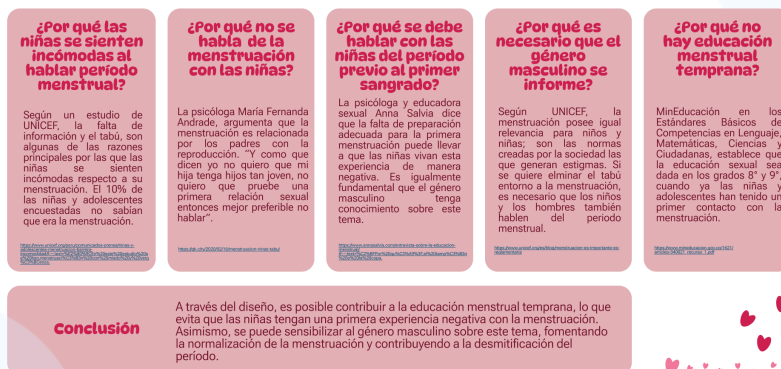 ¿Por qué las
niñas se sienten
incómodas al
hablar período
menstrual?
Según un estudio de
UNICEF, la falta de
información y el tabú, son
algunas de las razones
principales por las que las
niñas se sienten
incómodas respecto a su
menstruación. El 10% de
las niñas y adolescentes
encuestadas no sabían
que era la menstruación.
¿Por qué no se
habla de la
menstruación
con las niñas?
La psicóloga María Fernanda
Andrade, argumenta que la
menstruación es relacionada
por los padres con la
reproducción. "Y como que
dicen yo no quiero que mi
hija tenga hijos tan joven, no
quiero que pruebe una
primera relación sexual
entonces mejor preferible no
hablar".
¿Por qué se debe
hablar con las
niñas del período
previo al primer
sangrado?
La psicóloga y educadora
sexual Anna Salvia dice
que la falta de preparación
adecuada para la primera
menstruación puede llevar
a que las niñas vivan esta
experiencia de manera
negativa. Es igualmente
fundamental que el género
masculino tenga
conocimiento sobre este
tema.
¿Por qué es
necesario que el
género
masculino se
informe?
Según UNICEF, la
menstruación posee igual
relevancia para niños y
niñas; son las normas
creadas por la sociedad las
que generan estigmas. Si
se quiere elminar el tabú
entorno a la menstruación,
es necesario que los niños
y los hombres también
hablen del periodo
menstrual.
¿Por qué no
hay educación
menstrual
temprana?
MinEducación en los
Estándares Básicos de
Competencias en Lenguaje,
Matemáticas, Ciencias y
Ciudadanas, establece que
la educación sexual sea
dada en los grados 8° y 9°,
cuando ya las niñas y
adolescentes han tenido un
primer contacto con la
menstruación.
Conclusión
A través del diseño, es posible contribuir a la educación menstrual temprana, lo que
evita que las niñas tengan una primera experiencia negativa con la menstruación.
Asimismo, se puede sensibilizar al género masculino sobre este tema, fomentando
la normalización de la menstruación y contribuyendo a la desmitificación del
período.